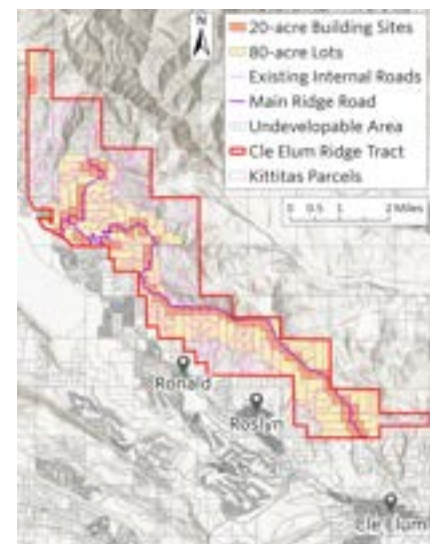 N
20-acre Building Sites
80-acre Lots
Existing Internal Roads
Main Ridge Road
Undevelopable Area
Cle Elum Ridge Tract
Kittitas Parcels
0 0.5 1 2 Miles
Ronald
Roslyn
Cle Elum